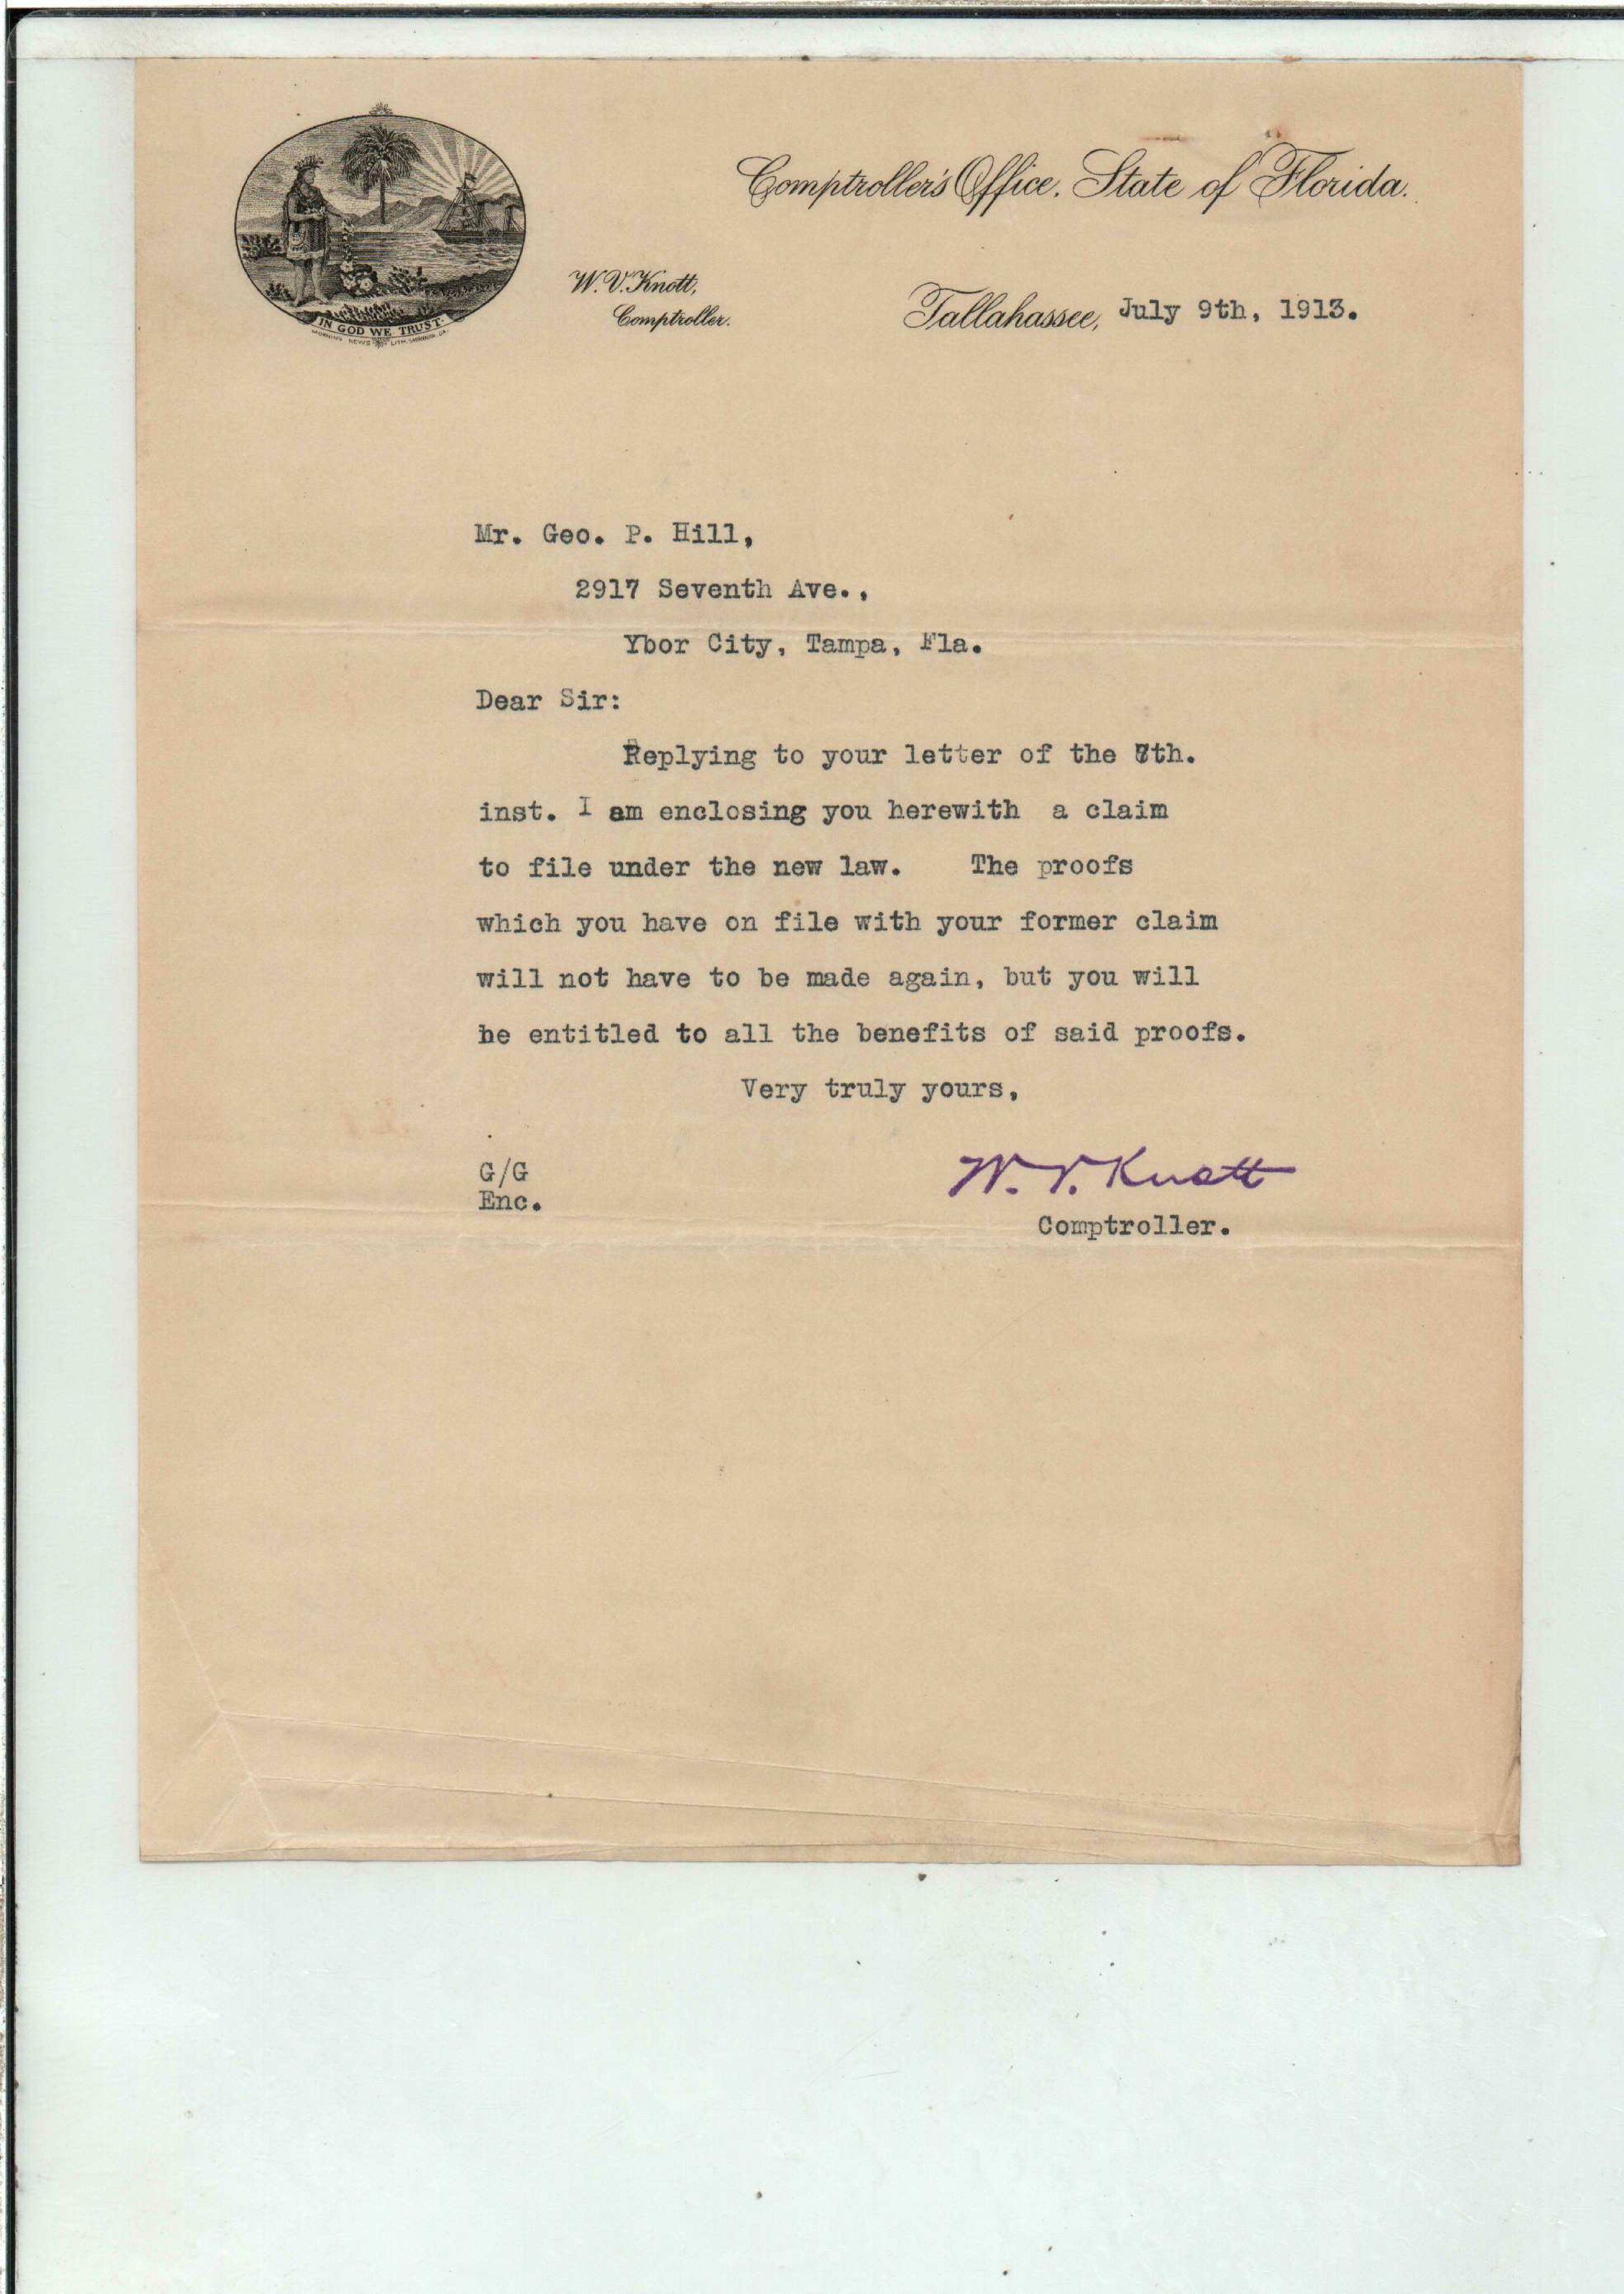 Comptroller's Office. State of Florida.
IN GOD WE TRUST
MORNING NEWS LITH.
W. V. Knott,
Comptroller.
Tallahassee, July 9th, 1913.
Mr. Geo. P. Hill,
2917 Seventh Ave.,
Ybor City, Tampa, Fla.
Dear Sir:
Replying to your letter of the 7th.
inst. I am enclosing you herewith a claim
to file under the new law. The proofs
which you have on file with your former claim
will not have to be made again, but you will
be entitled to all the benefits of said proofs.
Very truly yours,
G/G
Enc.
W. V. Knott
Comptroller.